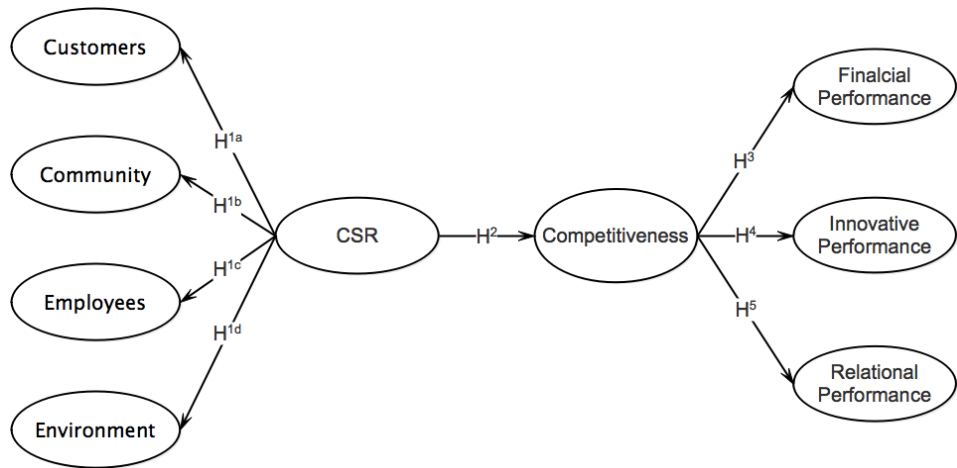 Customers
Community
Employees
Environment
H1a
H1b
H1c
H1d
CSR
H2
Competitiveness
H3
H4
H5
Finalcial
Performance
Innovative
Performance
Relational
Performance